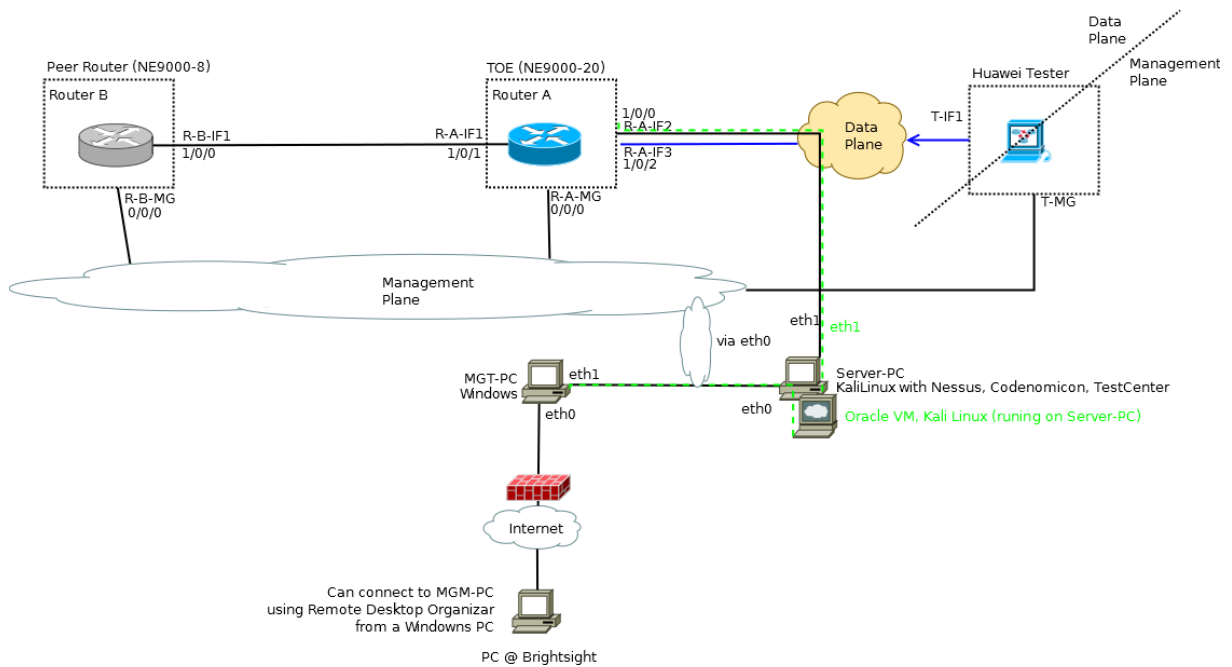 Data
Plane
Management
Plane
Peer Router (NE9000-8)
Router B
R-B-IF1
1/0/0
R-B-MG
0/0/0
TOE (NE9000-20)
Router A
R-A-IF1
1/0/1
1/0/0
R-A-IF2
R-A-IF3
1/0/2
R-A-MG
0/0/0
Data
Plane
Huawei Tester
T-IF1
T-MG
Management
Plane
via eth0
eth1
eth1
MGT-PC
Windows
eth1
eth0
eth0
Server-PC
KaliLinux with Nessus, Codenomicon, TestCenter
Oracle VM, Kali Linux (runing on Server-PC)
Internet
Can connect to MGM-PC
using Remote Desktop Organizar
from a Windowns PC
PC @ Brightsight